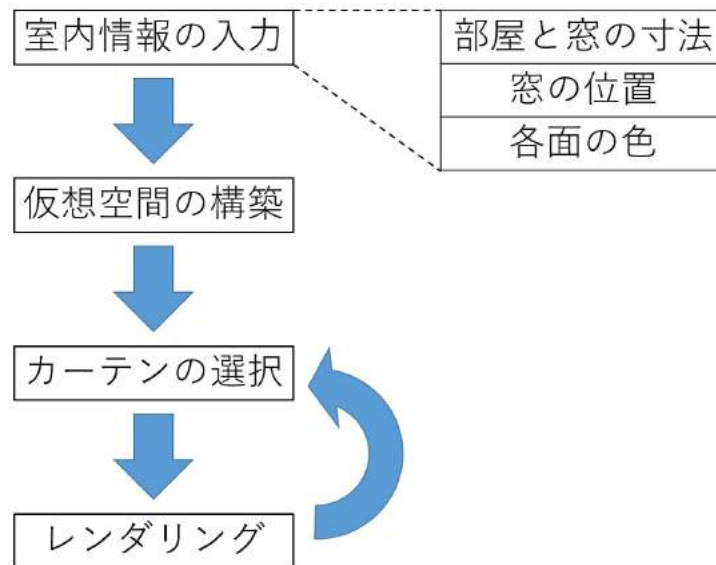 室内情報の入力
部屋と窓の寸法
窓の位置
各面の色
仮想空間の構築
カーテンの選択
レンダリング